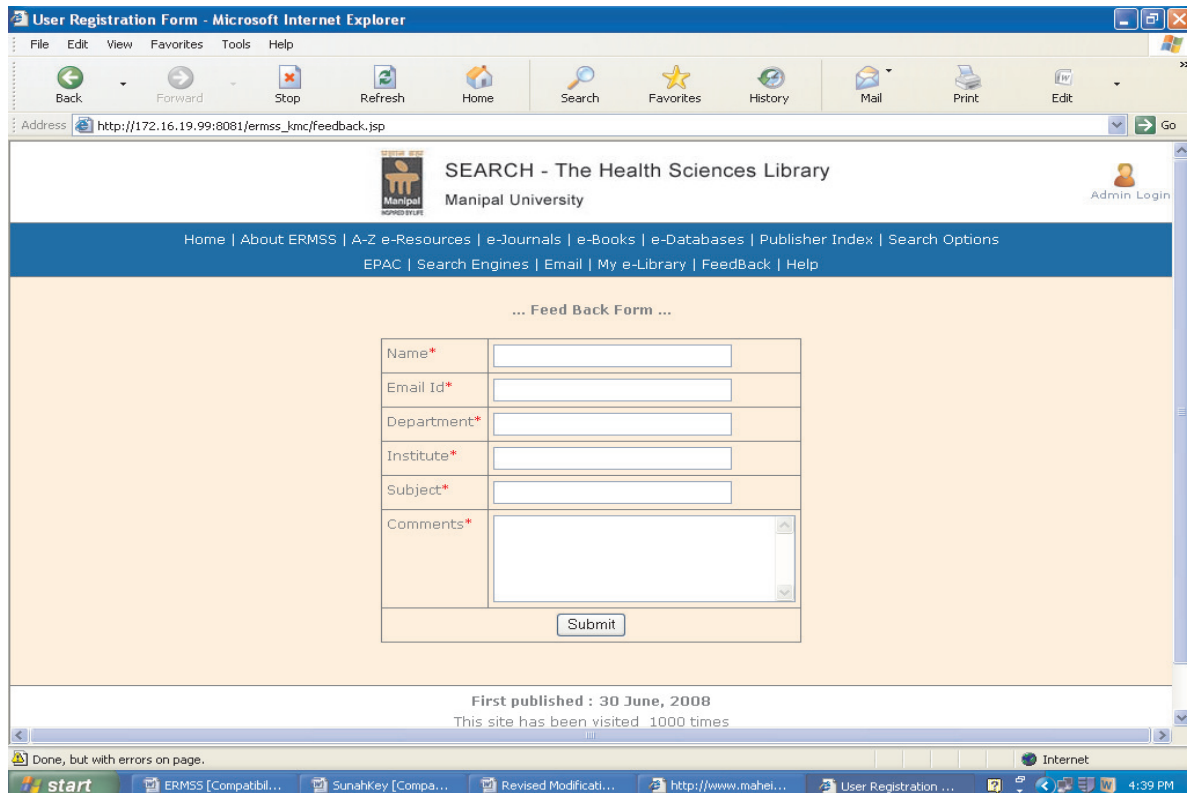 User Registration Form - Microsoft Internet Explorer
File Edit View Favorites Tools Help
Back Forward Stop Refresh Home Search Favorites History Mail Print Edit
Address http://172.16.19.99:8081/ermss_kmc/feedback.jsp Go
Manipal
INSPIRED BY LIFE
SEARCH - The Health Sciences Library
Manipal University
Admin Login
Home | About ERMSS | A-Z e-Resources | e-Journals | e-Books | e-Databases | Publisher Index | Search Options
EPAC | Search Engines | Email | My e-Library | FeedBack | Help
... Feed Back Form ...
Name*
Email Id*
Department*
Institute*
Subject*
Comments*
Submit
First published : 30 June, 2008
This site has been visited 1000 times
Done, but with errors on page. Internet
start ERMSS [Compatibil... SunahKey [Compa... Revised Modificati... http://www.mahei... User Registration ... 4:39 PM